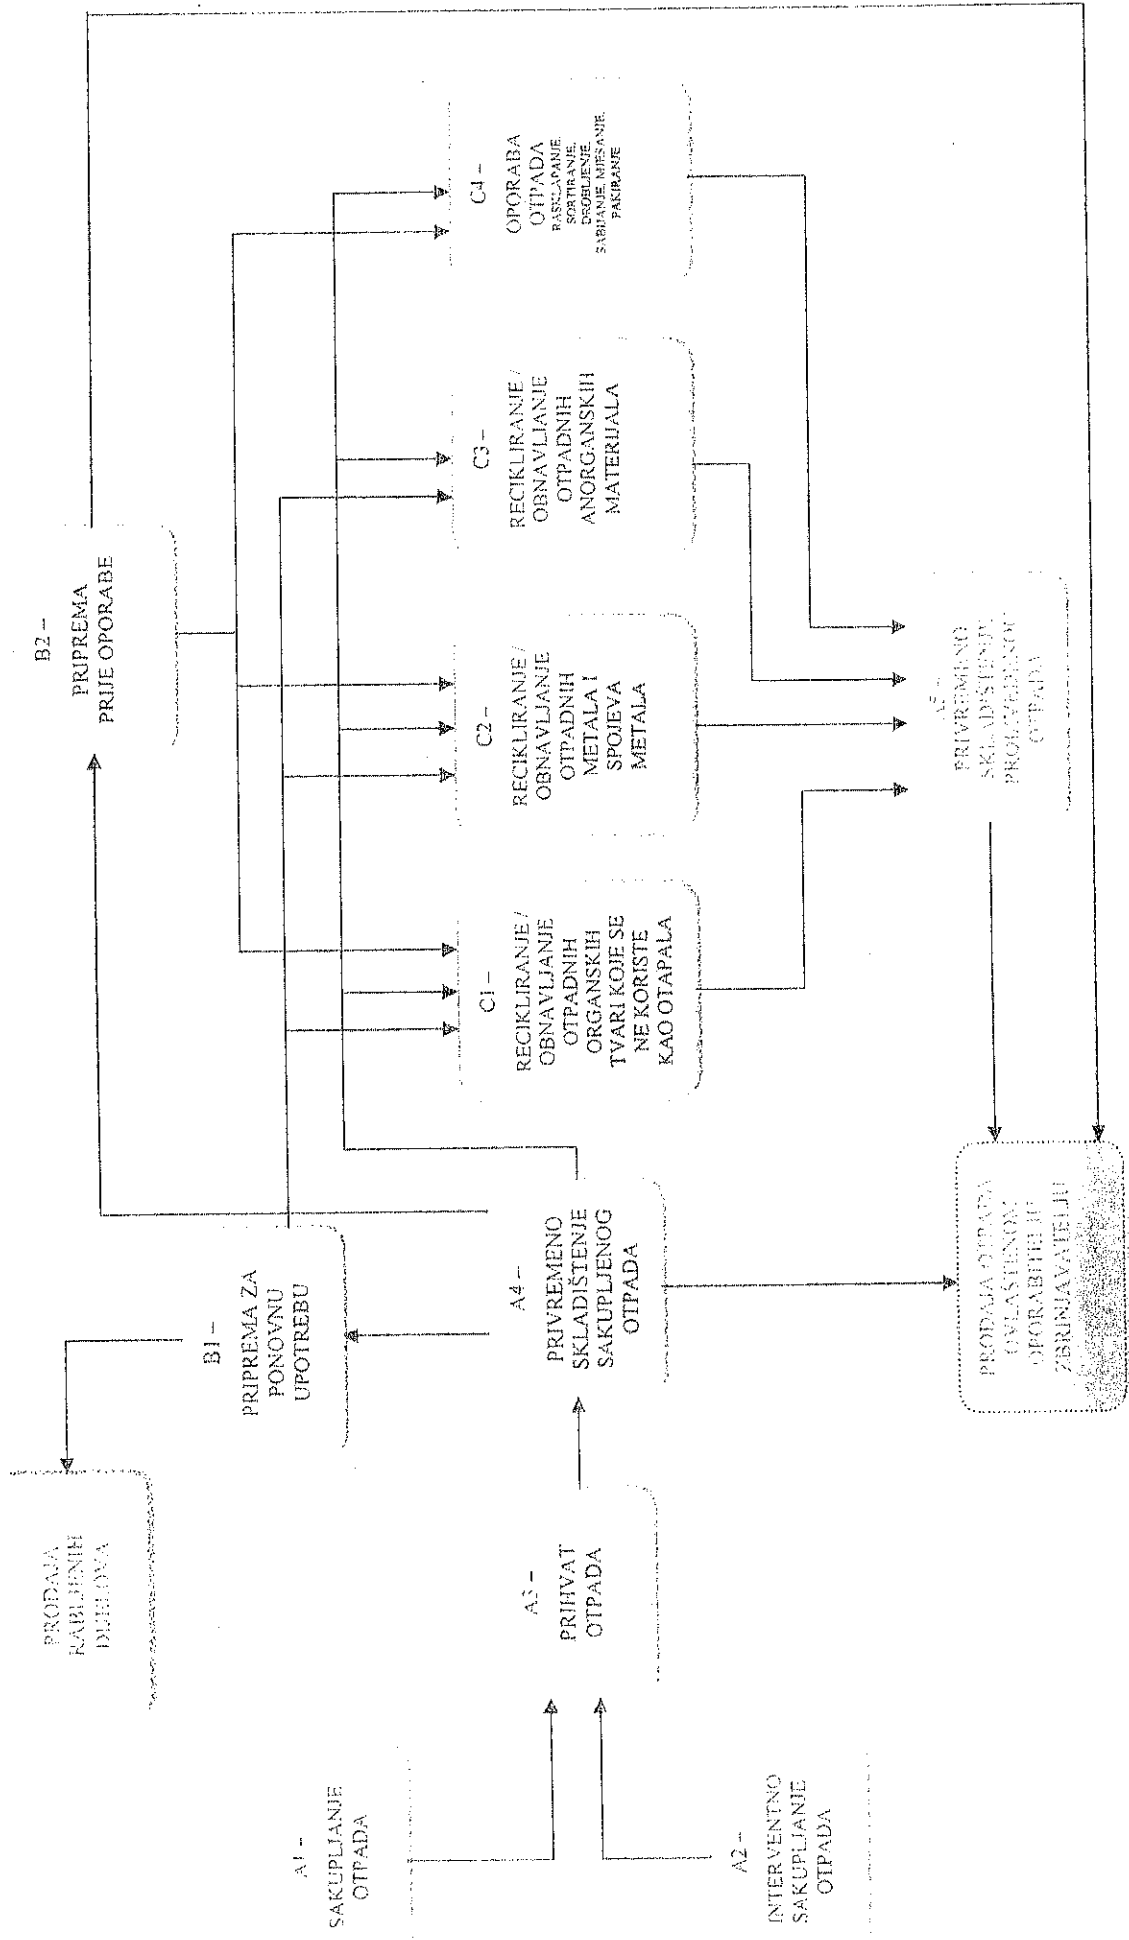 A1 –
SAKUPLJANJE
OTPADA
A2 –
INTERVENTNO
SAKUPLJANJE
OTPADA
A3 –
PRIHVAT
OTPADA
PRODAJA
RABLJENIH
DIJELOVA
B1 –
PRIPREMA ZA
PONOVNU
UPOTREBU
A4 –
PRIVREMENO
SKLADIŠTENJE
SAKUPLJENOG
OTPADA
PRODAJA OTPADA
OVLAŠTENOM
OPORABITELJU
ZBRINJAVATELJU
B2 –
PRIPREMA
PRIJE OPORABE
C1 –
RECIKLIRANJE /
OBNAVLJANJE
OTPADNIH
ORGANSKIH
TVARI KOJE SE
NE KORISTE
KAO OTAPALA
C2 –
RECIKLIRANJE /
OBNAVLJANJE
OTPADNIH
METALA I
SPOJEVA
METALA
C3 –
RECIKLIRANJE /
OBNAVLJANJE
OTPADNIH
ANORGANSKIH
MATERIJALA
C4 –
OPORABA
OTPADA
RASKLAPANJE,
SORTIRANJE,
DROBLJENJE,
SABIJANJE, MIJEŠANJE,
PAKIRANJE
A5 –
PRIVREMENO
SKLADIŠTENJE
PROIZVEDENOG
OTPADA